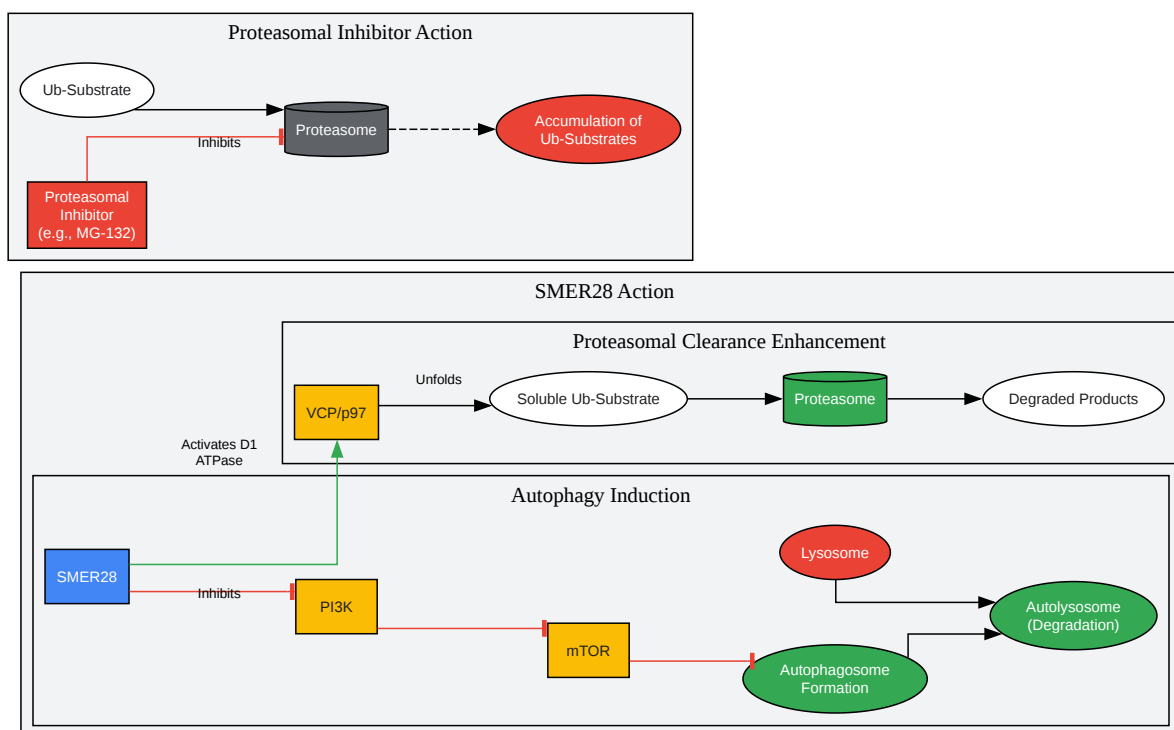 Proteasomal Inhibitor Action
Ub-Substrate
Proteasome
Accumulation of
Ub-Substrates
Inhibits
Proteasomal
Inhibitor
(e.g., MG-132)
SMER28 Action
Proteasomal Clearance Enhancement
VCP/p97
Unfolds
Soluble Ub-Substrate
Proteasome
Degraded Products
Activates D1
ATPase
Autophagy Induction
SMER28
Inhibits
PI3K
mTOR
Lysosome
Autophagosome
Formation
Autolysosome
(Degradation)